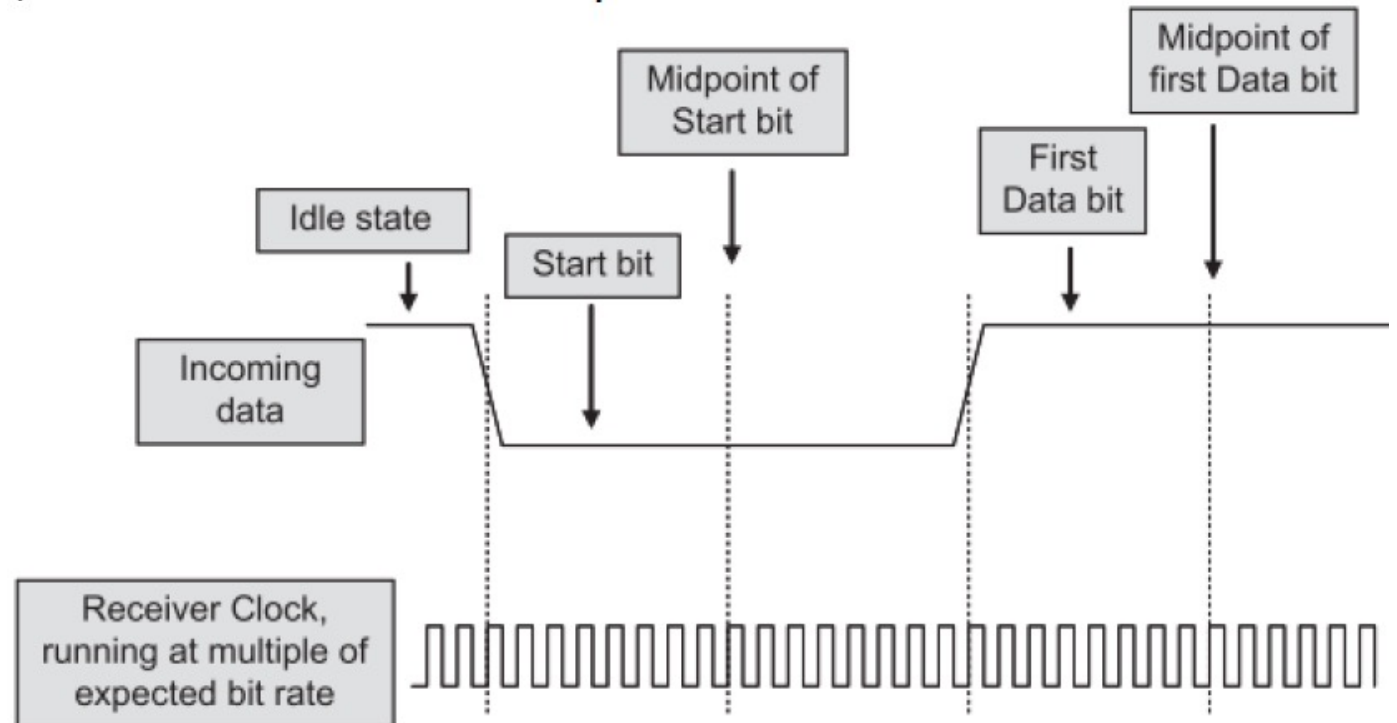 Midpoint of
first Data bit
Midpoint of
Start bit
First
Data bit
Idle state
Start bit
Incoming
data
Receiver Clock,
running at multiple of
expected bit rate